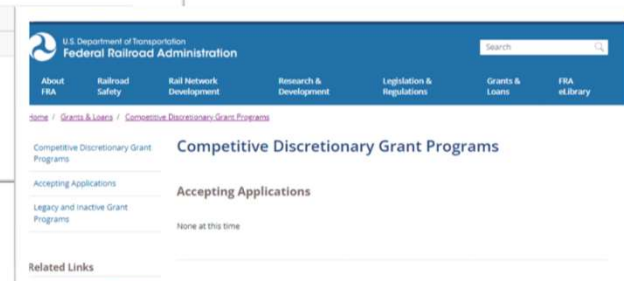 U.S. Department of Transportation
Federal Railroad Administration
Search
About FRA
Railroad Safety
Rail Network Development
Research & Development
Legislation & Regulations
Grants & Loans
FRA eLibrary
Home / Grants & Loans / Competitive Discretionary Grant Programs
Competitive Discretionary Grant
Programs
Accepting Applications
Legacy and Inactive Grant
Programs
Related Links
Competitive Discretionary Grant Programs
Accepting Applications
None at this time